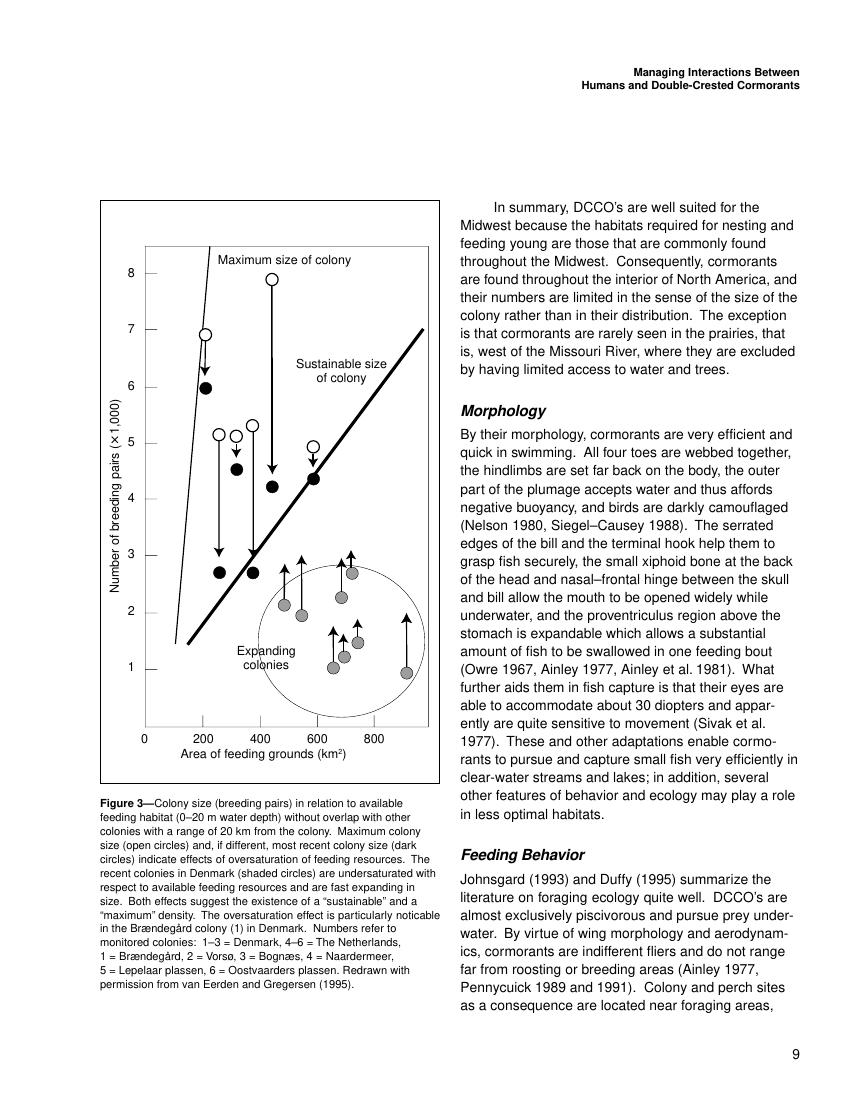 Managing Interactions Between
Humans and Double-Crested Cormorants
Maximum size of colony
Sustainable size
of colony
Expanding
colonies
Number of breeding pairs (×1,000)
8
7
6
5
4
3
2
1
0 200 400 600 800
Area of feeding grounds (km²)
Figure 3—Colony size (breeding pairs) in relation to available
feeding habitat (0–20 m water depth) without overlap with other
colonies with a range of 20 km from the colony. Maximum colony
size (open circles) and, if different, most recent colony size (dark
circles) indicate effects of oversaturation of feeding resources. The
recent colonies in Denmark (shaded circles) are undersaturated with
respect to available feeding resources and are fast expanding in
size. Both effects suggest the existence of a “sustainable” and a
“maximum” density. The oversaturation effect is particularly noticable
in the Brændegård colony (1) in Denmark. Numbers refer to
monitored colonies: 1–3 = Denmark, 4–6 = The Netherlands,
1 = Brændegård, 2 = Vorsø, 3 = Bognæs, 4 = Naardermeer,
5 = Lepelaar plassen, 6 = Oostvaarders plassen. Redrawn with
permission from van Eerden and Gregersen (1995).
In summary, DCCO’s are well suited for the
Midwest because the habitats required for nesting and
feeding young are those that are commonly found
throughout the Midwest. Consequently, cormorants
are found throughout the interior of North America, and
their numbers are limited in the sense of the size of the
colony rather than in their distribution. The exception
is that cormorants are rarely seen in the prairies, that
is, west of the Missouri River, where they are excluded
by having limited access to water and trees.
Morphology
By their morphology, cormorants are very efficient and
quick in swimming. All four toes are webbed together,
the hindlimbs are set far back on the body, the outer
part of the plumage accepts water and thus affords
negative buoyancy, and birds are darkly camouflaged
(Nelson 1980, Siegel–Causey 1988). The serrated
edges of the bill and the terminal hook help them to
grasp fish securely, the small xiphoid bone at the back
of the head and nasal–frontal hinge between the skull
and bill allow the mouth to be opened widely while
underwater, and the proventriculus region above the
stomach is expandable which allows a substantial
amount of fish to be swallowed in one feeding bout
(Owre 1967, Ainley 1977, Ainley et al. 1981). What
further aids them in fish capture is that their eyes are
able to accommodate about 30 diopters and appar-
ently are quite sensitive to movement (Sivak et al.
1977). These and other adaptations enable cormo-
rants to pursue and capture small fish very efficiently in
clear-water streams and lakes; in addition, several
other features of behavior and ecology may play a role
in less optimal habitats.
Feeding Behavior
Johnsgard (1993) and Duffy (1995) summarize the
literature on foraging ecology quite well. DCCO’s are
almost exclusively piscivorous and pursue prey under-
water. By virtue of wing morphology and aerodynam-
ics, cormorants are indifferent fliers and do not range
far from roosting or breeding areas (Ainley 1977,
Pennycuick 1989 and 1991). Colony and perch sites
as a consequence are located near foraging areas,
9